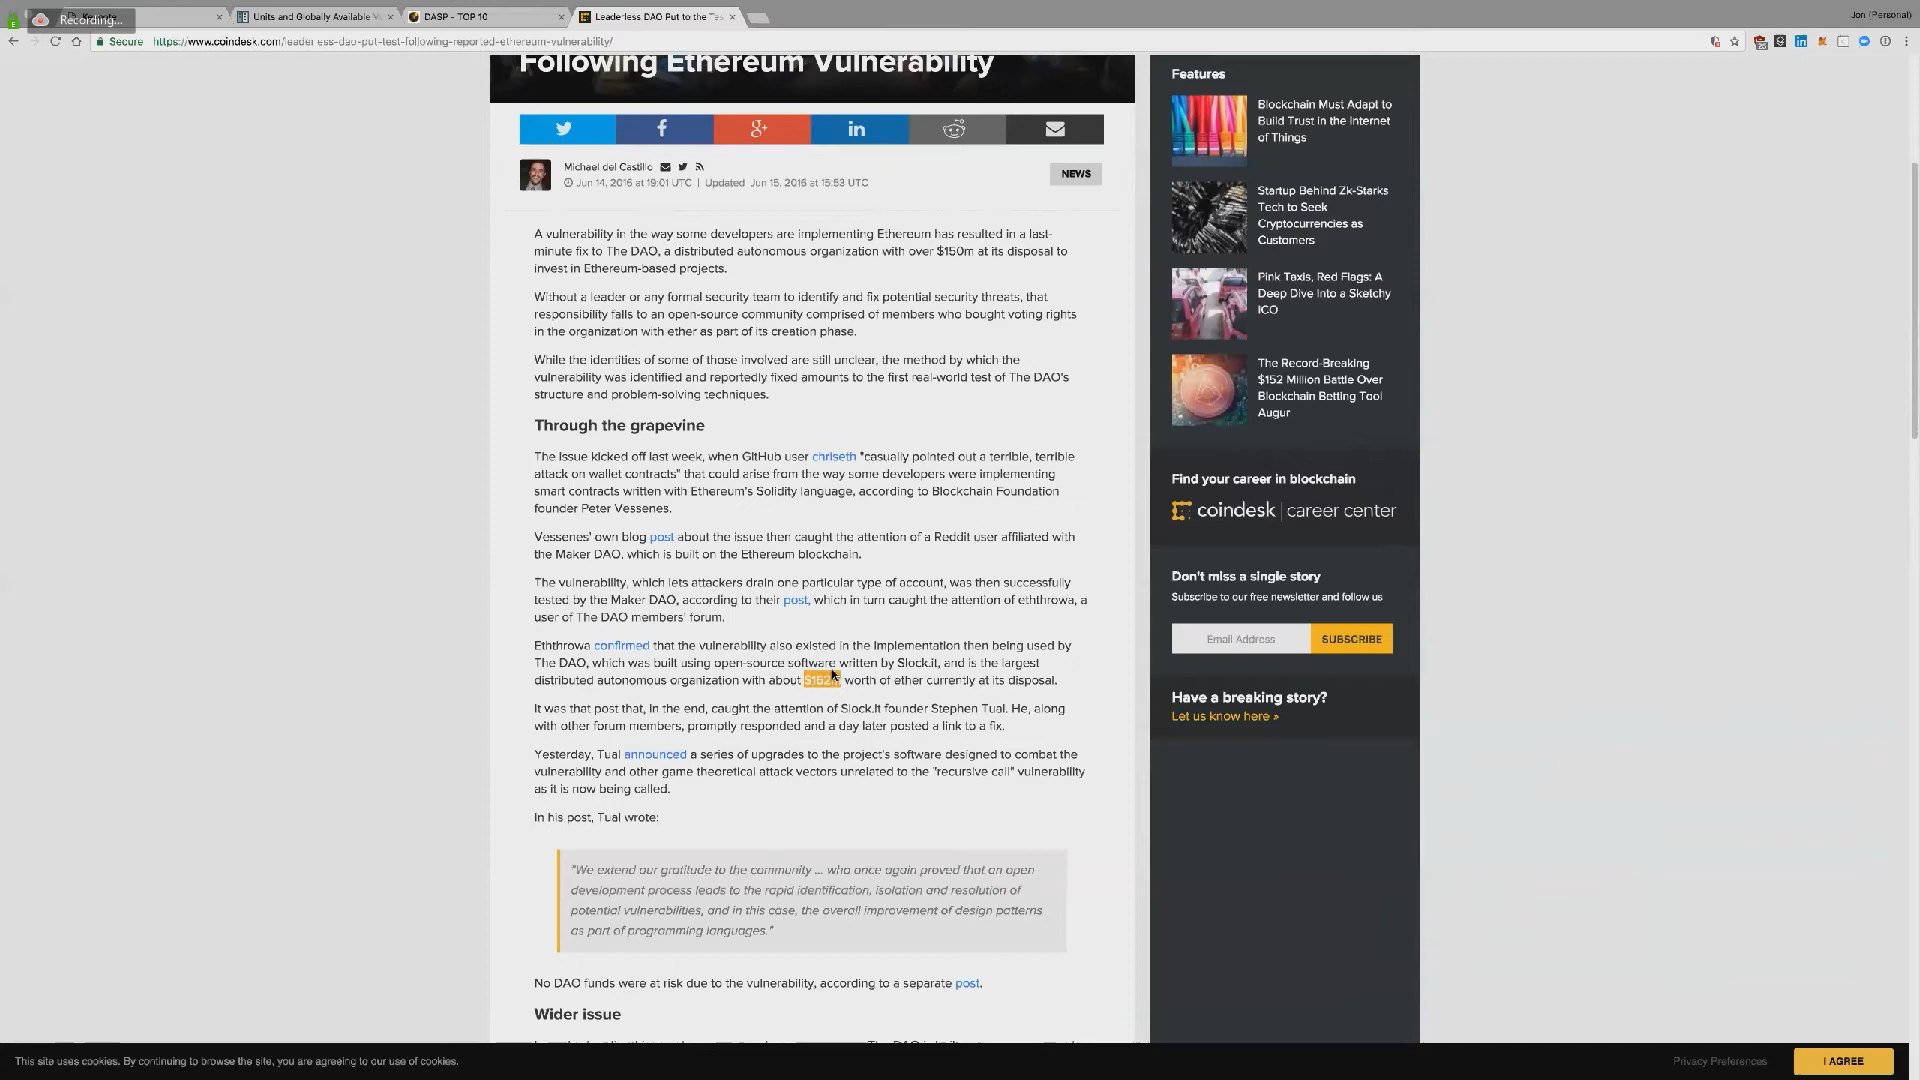 Recording...
Units and Globally Available V
DASP - TOP 10
Leaderless DAO Put to the Tes
Jon (Personal)
Secure https://www.coindesk.com/leaderless-dao-put-test-following-reported-ethereum-vulnerability/
Following Ethereum Vulnerability
Michael del Castillo
Jun 14, 2016 at 19:01 UTC | Updated Jun 15, 2016 at 15:53 UTC
NEWS
A vulnerability in the way some developers are implementing Ethereum has resulted in a last-
minute fix to The DAO, a distributed autonomous organization with over $150m at its disposal to
invest in Ethereum-based projects.
Without a leader or any formal security team to identify and fix potential security threats, that
responsibility falls to an open-source community comprised of members who bought voting rights
in the organization with ether as part of its creation phase.
While the identities of some of those involved are still unclear, the method by which the
vulnerability was identified and reportedly fixed amounts to the first real-world test of The DAO's
structure and problem-solving techniques.
Through the grapevine
The issue kicked off last week, when GitHub user chriseth "casually pointed out a terrible, terrible
attack on wallet contracts" that could arise from the way some developers were implementing
smart contracts written with Ethereum's Solidity language, according to Blockchain Foundation
founder Peter Vessenes.
Vessenes' own blog post about the issue then caught the attention of a Reddit user affiliated with
the Maker DAO, which is built on the Ethereum blockchain.
The vulnerability, which lets attackers drain one particular type of account, was then successfully
tested by the Maker DAO, according to their post, which in turn caught the attention of eththrowa, a
user of The DAO members' forum.
Eththrowa confirmed that the vulnerability also existed in the implementation then being used by
The DAO, which was built using open-source software written by Slock.it, and is the largest
distributed autonomous organization with about $162 worth of ether currently at its disposal.
It was that post that, in the end, caught the attention of Slock.it founder Stephen Tual. He, along
with other forum members, promptly responded and a day later posted a link to a fix.
Yesterday, Tual announced a series of upgrades to the project's software designed to combat the
vulnerability and other game theoretical attack vectors unrelated to the "recursive call" vulnerability
as it is now being called.
In his post, Tual wrote:
"We extend our gratitude to the community ... who once again proved that an open
development process leads to the rapid identification, isolation and resolution of
potential vulnerabilities, and in this case, the overall improvement of design patterns
as part of programming languages."
No DAO funds were at risk due to the vulnerability, according to a separate post.
Wider issue
Features
Blockchain Must Adapt to
Build Trust in the Internet
of Things
Startup Behind Zk-Starks
Tech to Seek
Cryptocurrencies as
Customers
Pink Taxis, Red Flags: A
Deep Dive Into a Sketchy
ICO
The Record-Breaking
$152 Million Battle Over
Blockchain Betting Tool
Augur
Find your career in blockchain
coindesk | career center
Don't miss a single story
Subscribe to our free newsletter and follow us
Email Address
SUBSCRIBE
Have a breaking story?
Let us know here »
This site uses cookies. By continuing to browse the site, you are agreeing to our use of cookies.
Privacy Preferences
I AGREE